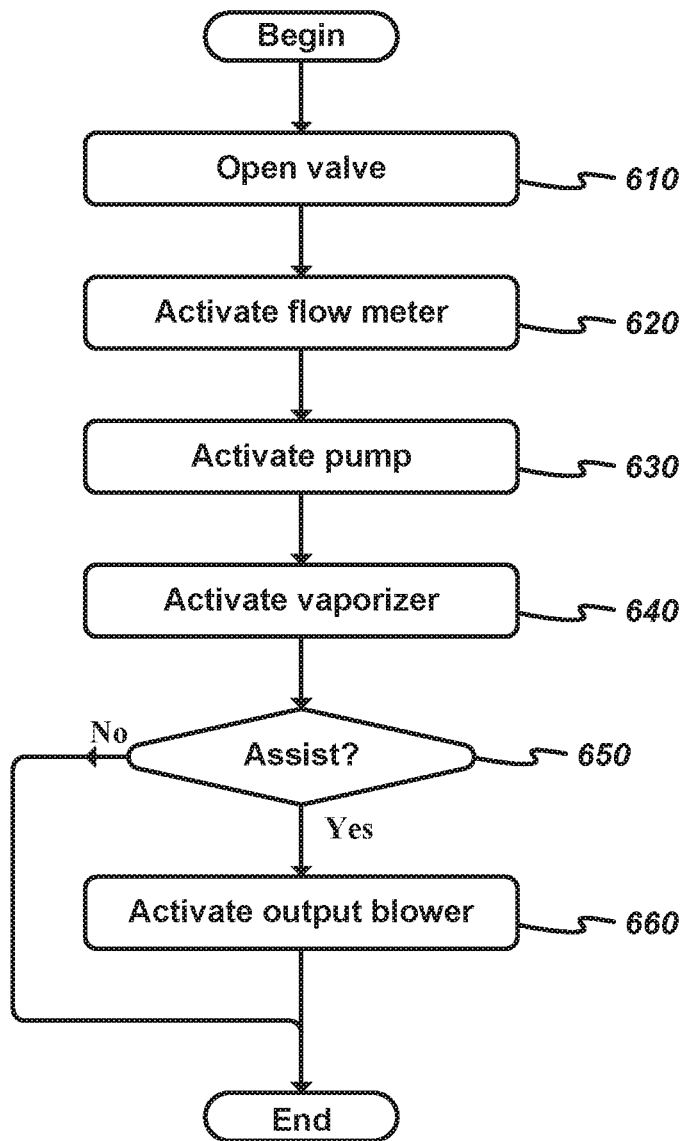 Begin
Open valve
610
Activate flow meter
620
Activate pump
630
Activate vaporizer
640
No
Assist?
650
Yes
Activate output blower
660
End